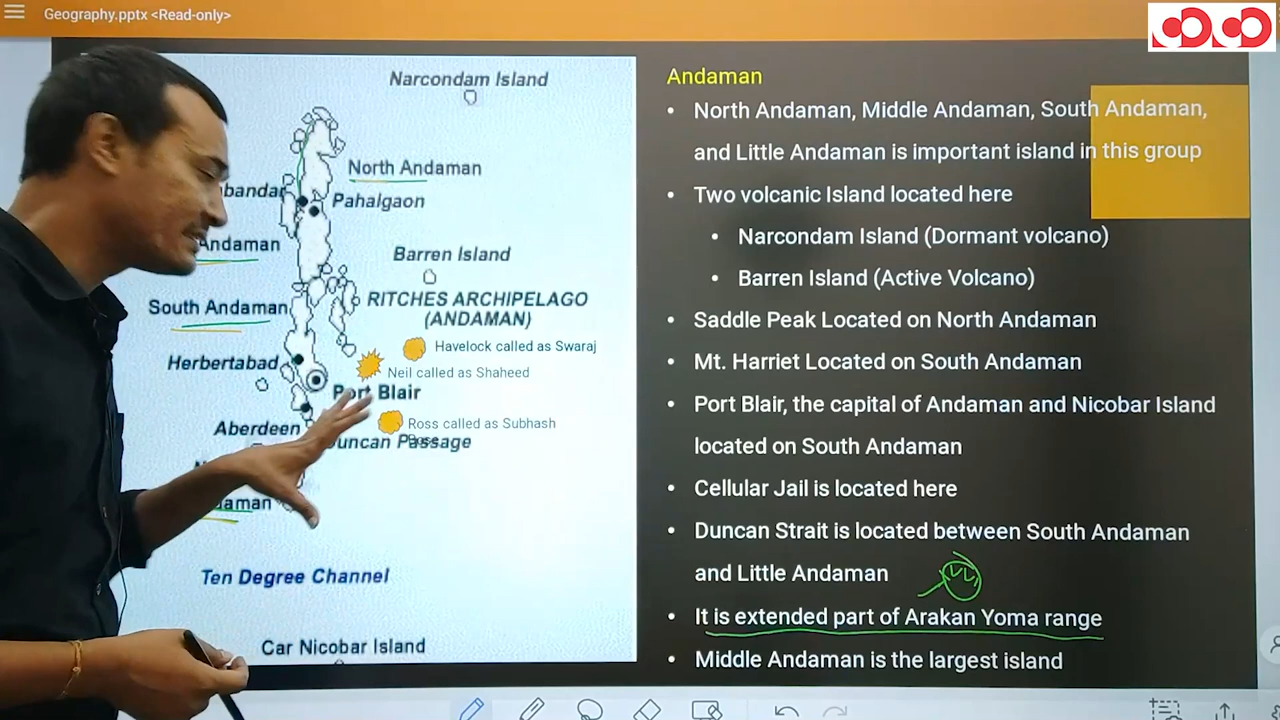 Geography.pptx <Read-only>
Narcondam Island
North Andaman
Pahalgaon
Andaman
Barren Island
South Andaman
RITCHES ARCHIPELAGO
(ANDAMAN)
Havelock called as Swaraj
Herbertabad
Neil called as Shaheed
Port Blair
Ross called as Subhash
Aberdeen
Duncan Passage
Ten Degree Channel
Car Nicobar Island
Andaman
• North Andaman, Middle Andaman, South Andaman,
and Little Andaman is important island in this group
• Two volcanic Island located here
• Narcondam Island (Dormant volcano)
• Barren Island (Active Volcano)
• Saddle Peak Located on North Andaman
• Mt. Harriet Located on South Andaman
• Port Blair, the capital of Andaman and Nicobar Island
located on South Andaman
• Cellular Jail is located here
• Duncan Strait is located between South Andaman
and Little Andaman
• It is extended part of Arakan Yoma range
• Middle Andaman is the largest island